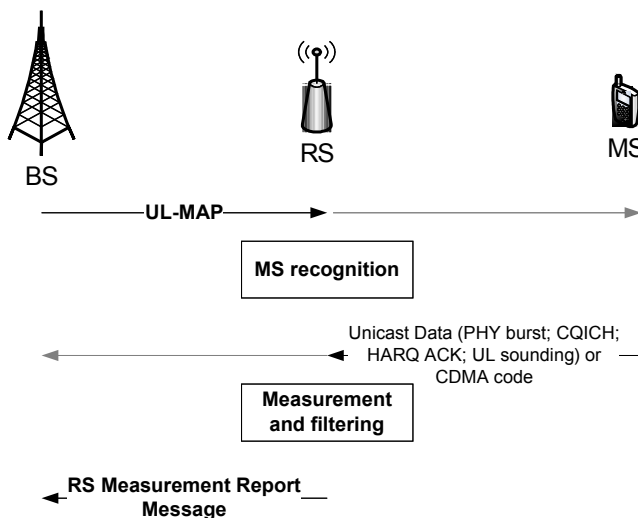 BS
RS
MS
UL-MAP
MS recognition
Unicast Data (PHY burst; CQICH;
HARQ ACK; UL sounding) or
CDMA code
Measurement
and filtering
RS Measurement Report
Message